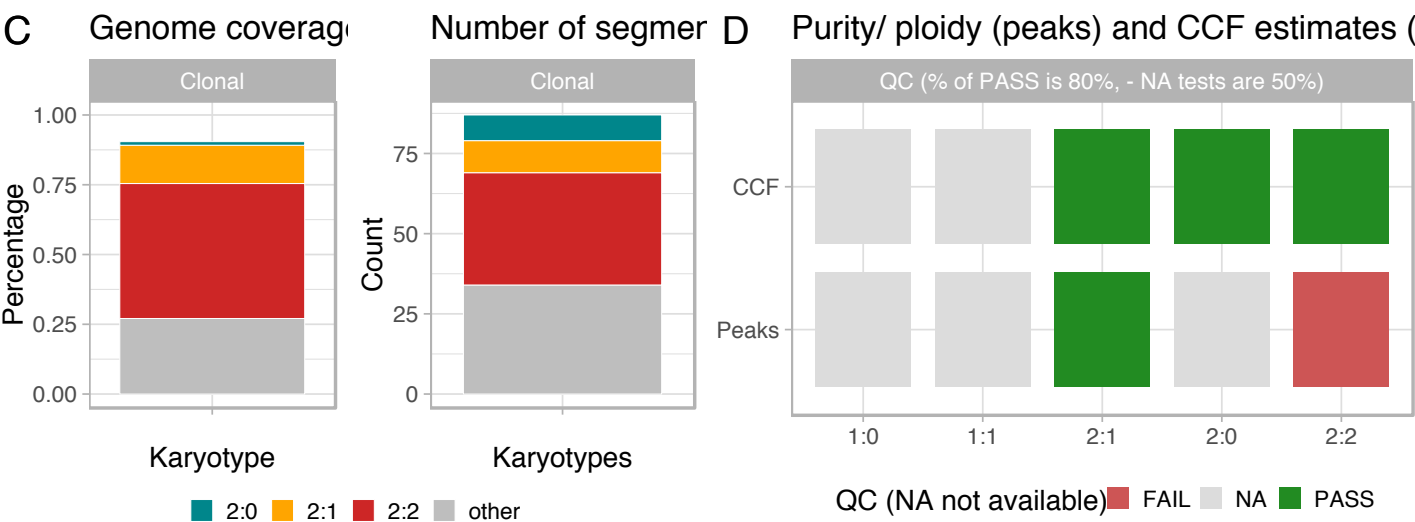 C
Genome coverage
Clonal
1.00
0.75
0.50
0.25
0.00
Percentage
Karyotype
Number of segmer
Clonal
75
50
25
0
Count
Karyotypes
2:0 2:1 2:2 other
D
Purity/ ploidy (peaks) and CCF estimates (
QC (% of PASS is 80%, - NA tests are 50%)
CCF
Peaks
1:0 1:1 2:1 2:0 2:2
QC (NA not available) FAIL NA PASS